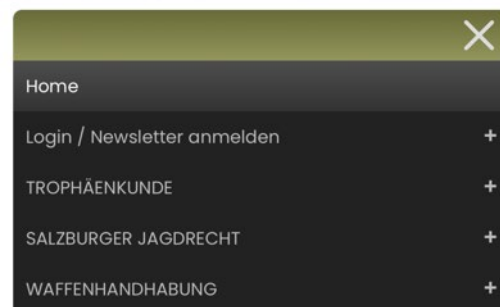 Home
Login / Newsletter anmelden +
TROPHÄENKUNDE +
SALZBURGER JAGDRECHT +
WAFFENHANDHABUNG +